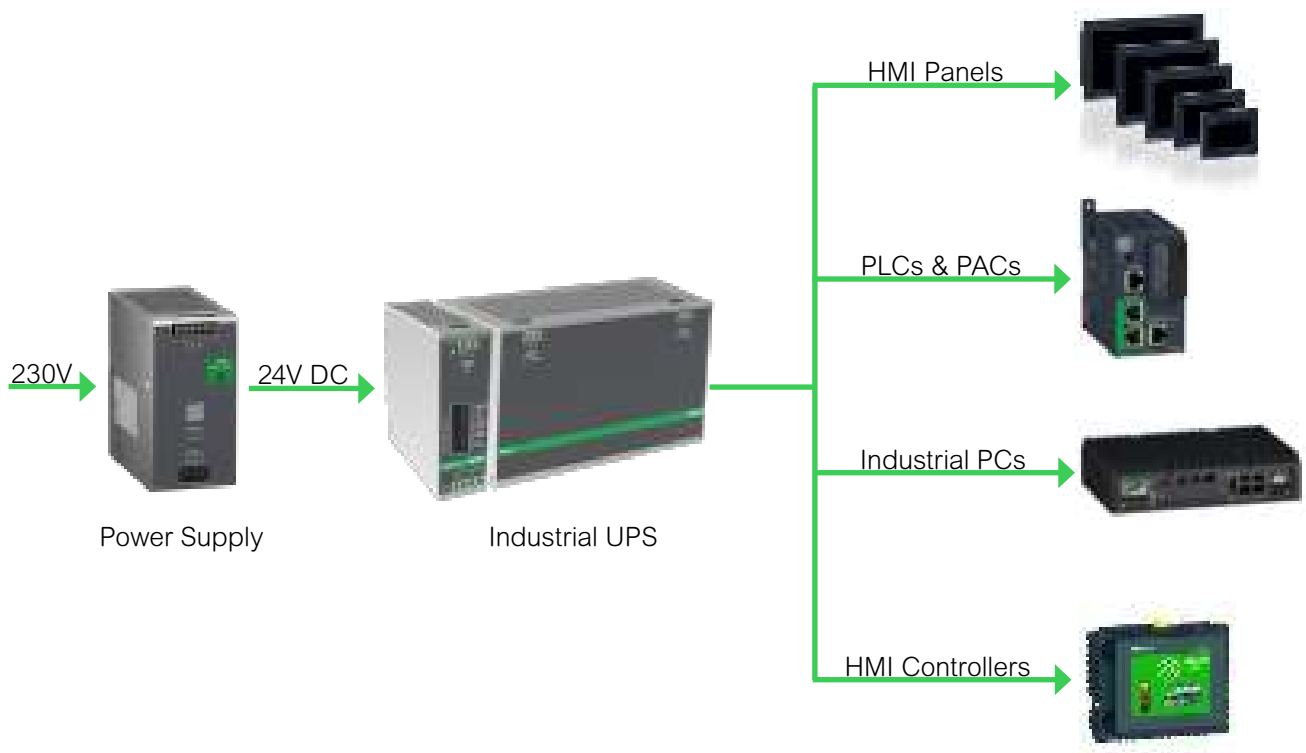 HMI Panels
PLCs & PACs
230V
24V DC
Industrial PCs
Power Supply
Industrial UPS
HMI Controllers